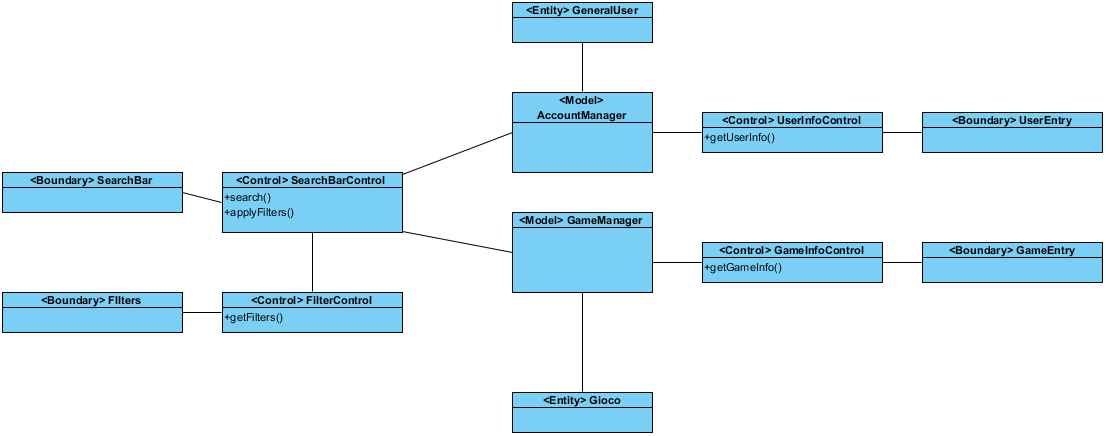 <Entity> GeneralUser
<Model>
AccountManager
<Control> UserInfoControl
+getUserInfo()
<Boundary> UserEntry
<Boundary> SearchBar
<Control> SearchBarControl
+search()
+applyFilters()
<Model> GameManager
<Control> GameInfoControl
+getGameInfo()
<Boundary> GameEntry
<Boundary> FIlters
<Control> FilterControl
+getFilters()
<Entity> Gioco